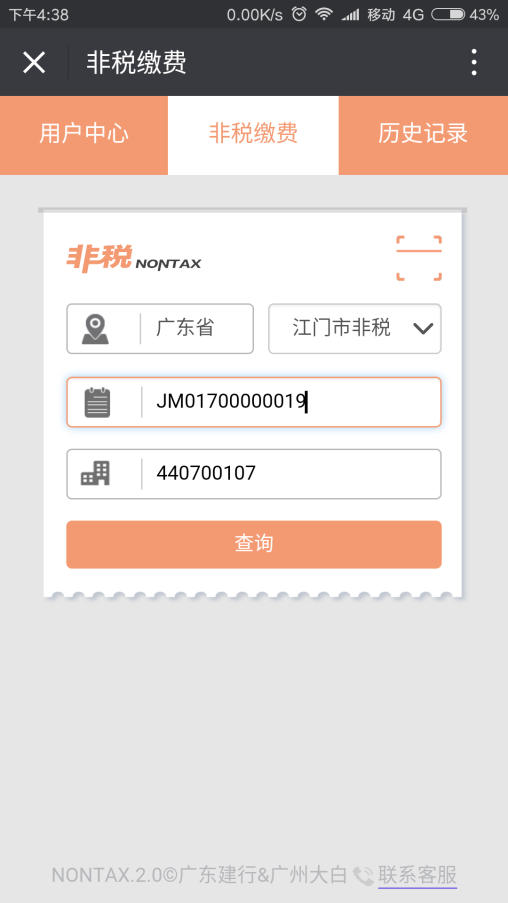 下午4:38 0.00K/s 移动 4G 43%
非税缴费
用户中心 非税缴费 历史记录
非税 NONTAX
广东省 江门市非税
JM01700000019
440700107
查询
NONTAX.2.0©广东建行&广州大白 联系客服